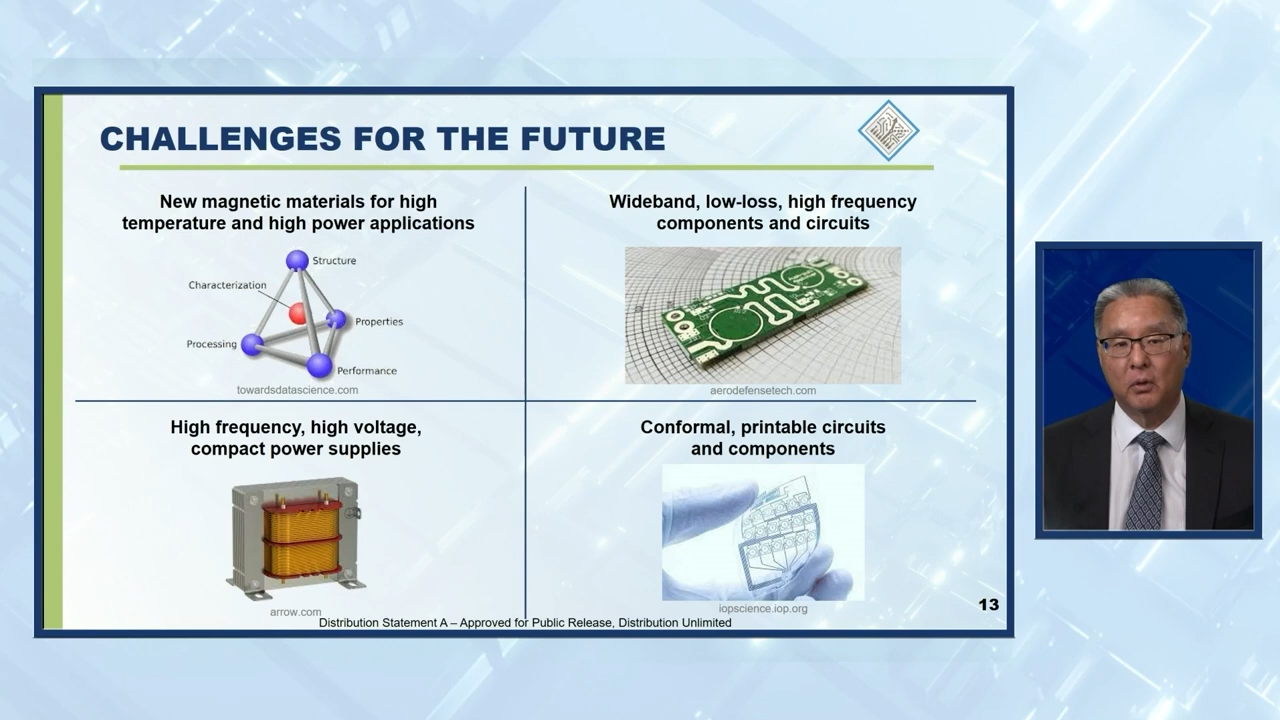 CHALLENGES FOR THE FUTURE
New magnetic materials for high
temperature and high power applications
Structure
Characterization
Properties
Processing
Performance
towardsdatascience.com
Wideband, low-loss, high frequency
components and circuits
aerodefensetech.com
High frequency, high voltage,
compact power supplies
arrow.com
Conformal, printable circuits
and components
iopscience.iop.org
13
Distribution Statement A – Approved for Public Release, Distribution Unlimited